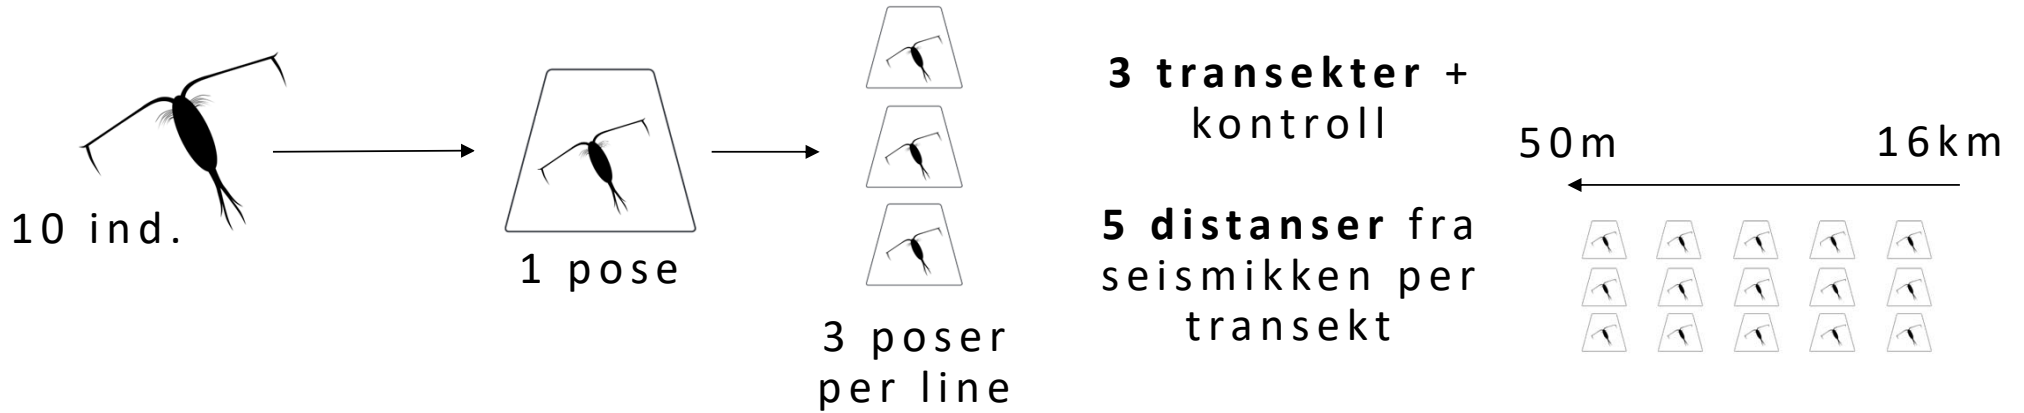 10 ind.
1 pose
3 poser
per line
3 transekter +
kontroll
5 distanser fra
seismikken per
transekt
50m
16km